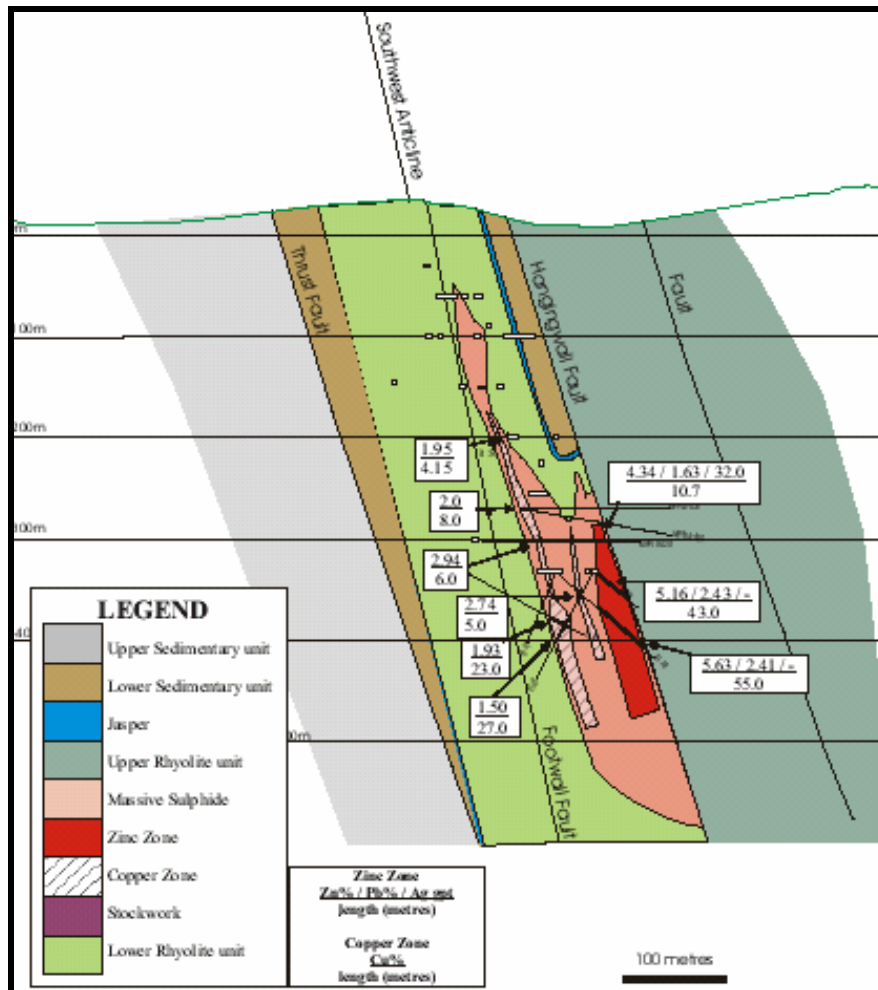 Southwest Anticline
Thrust Fault
Hangingwall Fault
Fault
m
100m
200m
300m
1.95
4.15
4.34 / 1.63 / 32.0
10.7
2.0
8.0
2.94
6.0
2.74
5.0
5.16 / 2.43 / -
43.0
1.93
23.0
5.63 / 2.41 / -
55.0
1.50
27.0
40
00m
Footwall Fault
LEGEND
Upper Sedimentary unit
Lower Sedimentary unit
Jasper
Upper Rhyolite unit
Massive Sulphide
Zinc Zone
Copper Zone
Stockwork
Lower Rhyolite unit
Zinc Zone
Zn% / Pb% / Ag gpt
length (metres)
Copper Zone
Cu%
length (metres)
100 metres